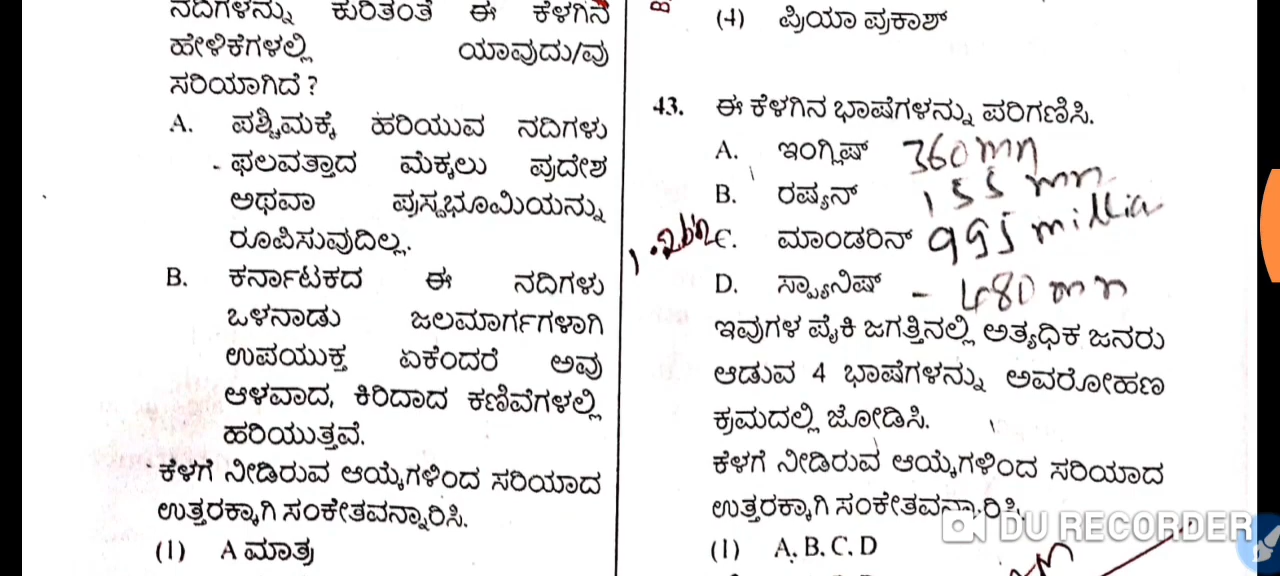 ನದಿಗಳನ್ನು ಕುರಿತಂತೆ ಈ ಕೆಳಗಿನ
ಹೇಳಿಕೆಗಳಲ್ಲಿ ಯಾವುದು/ವು
ಸರಿಯಾಗಿದೆ?
A. ಪಶ್ಚಿಮಕ್ಕೆ ಹರಿಯುವ ನದಿಗಳು
ಫಲವತ್ತಾದ ಮೆಕ್ಕಲು ಪ್ರದೇಶ
ಅಥವಾ ಪ್ರಸ್ಥಭೂಮಿಯನ್ನು
ರೂಪಿಸುವುದಿಲ್ಲ.
B. ಕರ್ನಾಟಕದ ಈ ನದಿಗಳು
ಒಳನಾಡು ಜಲಮಾರ್ಗಗಳಾಗಿ
ಉಪಯುಕ್ತ ಏಕೆಂದರೆ ಅವು
ಆಳವಾದ, ಕಿರಿದಾದ ಕಣಿವೆಗಳಲ್ಲಿ
ಹರಿಯುತ್ತವೆ.
ಕೆಳಗೆ ನೀಡಿರುವ ಆಯ್ಕೆಗಳಿಂದ ಸರಿಯಾದ
ಉತ್ತರಕ್ಕಾಗಿ ಸಂಕೇತವನ್ನಾರಿಸಿ.
(1) A ಮಾತ್ರ
(4) ಪ್ರಿಯಾ ಪ್ರಕಾಶ್
43. ಈ ಕೆಳಗಿನ ಭಾಷೆಗಳನ್ನು ಪರಿಗಣಿಸಿ.
A. ಇಂಗ್ಲಿಷ್ 360 mn
B. ರಷ್ಯನ್ 155 mn
C. ಮಾಂಡರಿನ್ 995 millia
D. ಸ್ಪ್ಯಾನಿಷ್ - 480 mn
ಇವುಗಳ ಪೈಕಿ ಜಗತ್ತಿನಲ್ಲಿ ಅತ್ಯಧಿಕ ಜನರು
ಆಡುವ 4 ಭಾಷೆಗಳನ್ನು ಅವರೋಹಣ
ಕ್ರಮದಲ್ಲಿ ಜೋಡಿಸಿ.
ಕೆಳಗೆ ನೀಡಿರುವ ಆಯ್ಕೆಗಳಿಂದ ಸರಿಯಾದ
ಉತ್ತರಕ್ಕಾಗಿ ಸಂಕೇತವನ್ನಾರಿಸಿ.
DU RECORDER
(1) A. B. C. D